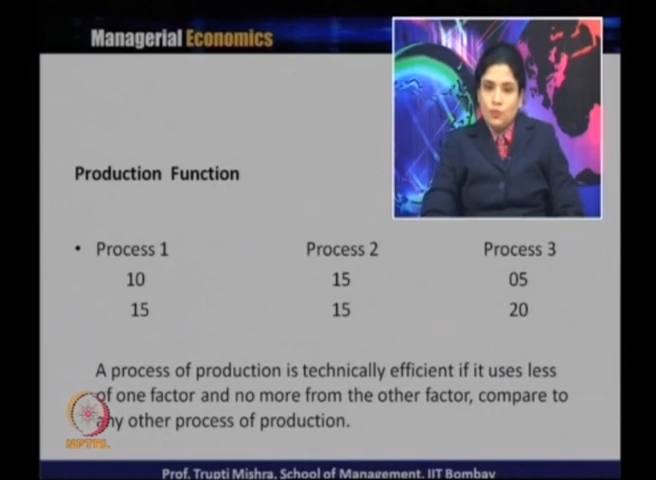 Managerial Economics
Production Function
• Process 1 Process 2 Process 3
10 15 05
15 15 20
A process of production is technically efficient if it uses less
of one factor and no more from the other factor, compare to
any other process of production.
NPTEL
Prof. Trupti Mishra, School of Management, IIT Bombay